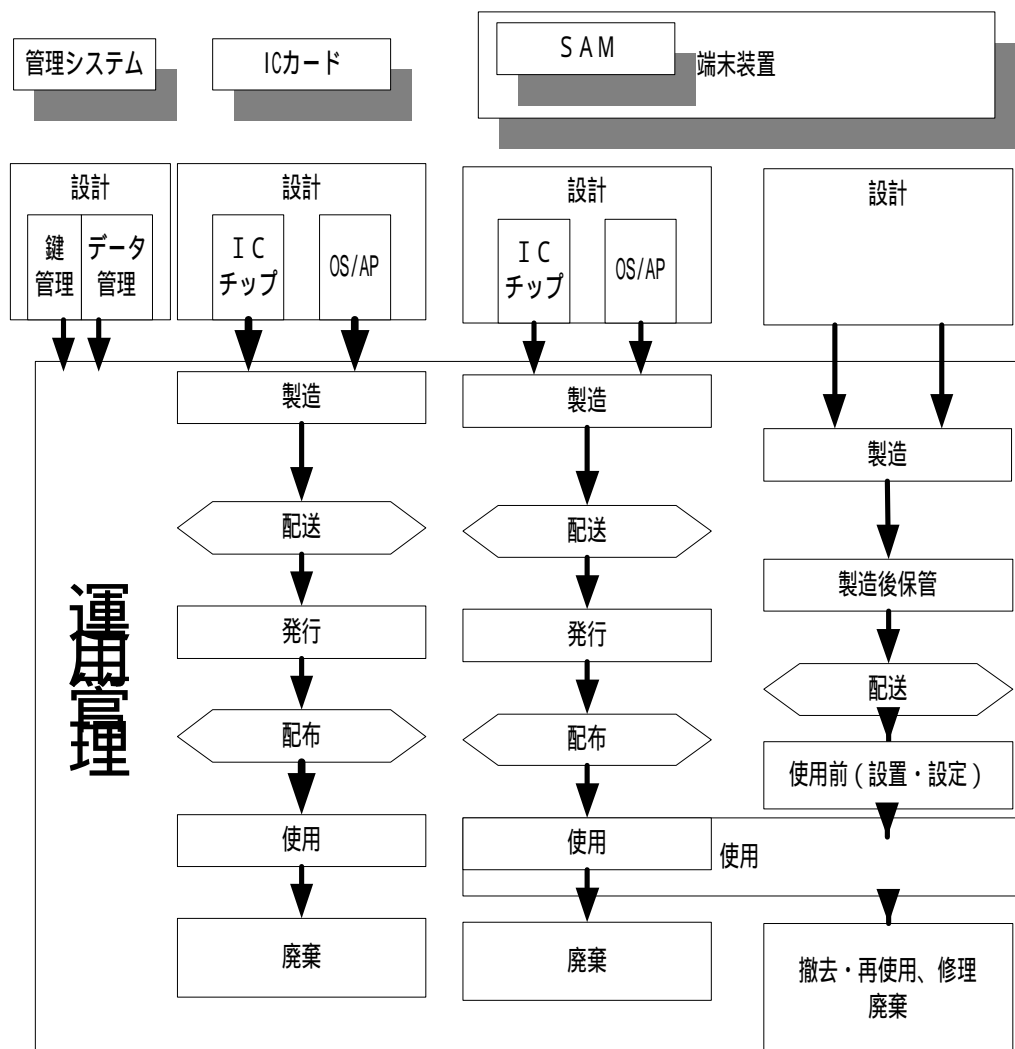 管理システム
ICカード
ＳＡＭ
端末装置
設計
鍵
管理
データ
管理
設計
ＩＣ
チップ
OS/AP
設計
ＩＣ
チップ
OS/AP
設計
運用管理
製造
配送
発行
配布
使用
廃棄
製造
配送
発行
配布
使用
廃棄
製造
製造後保管
配送
使用前(設置・設定)
使用
撤去・再使用、修理
廃棄